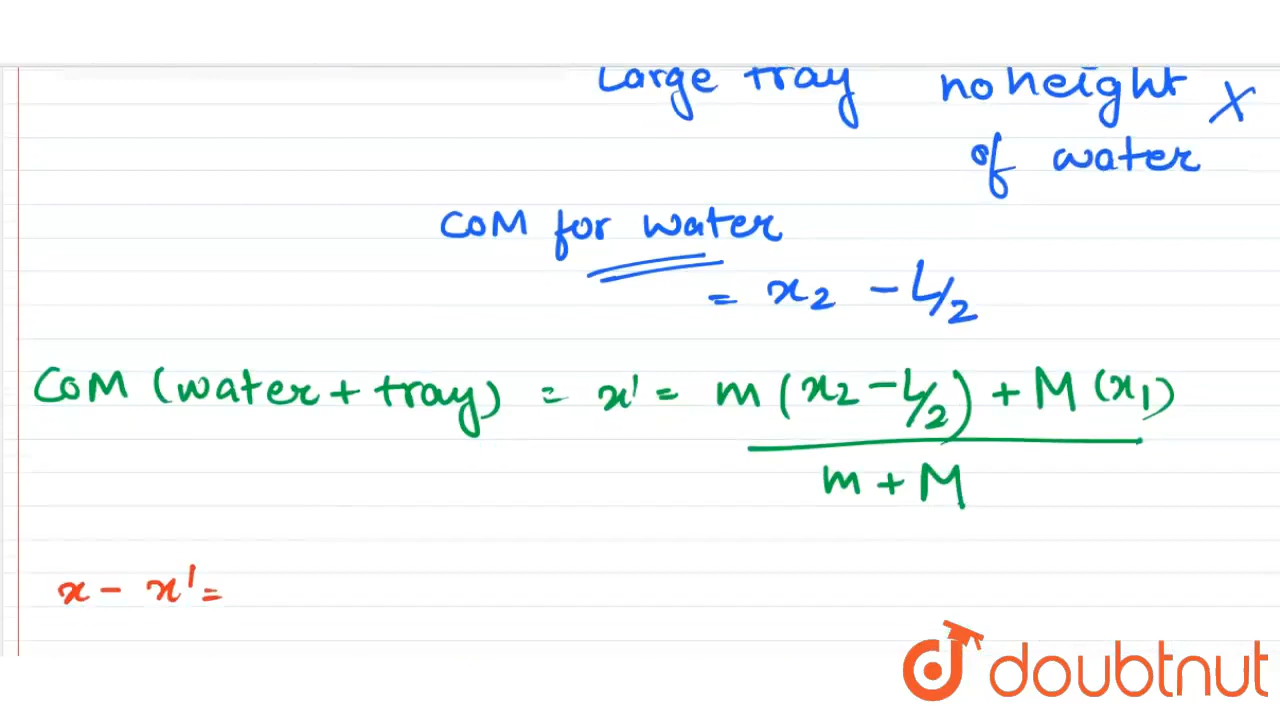 Large tray no height X
of water
COM for water
= x₂ - L/2
COM (water + tray) = x' = m(x₂ - L/2) + M(x₁)
m + M
x - x' =
doubtnut